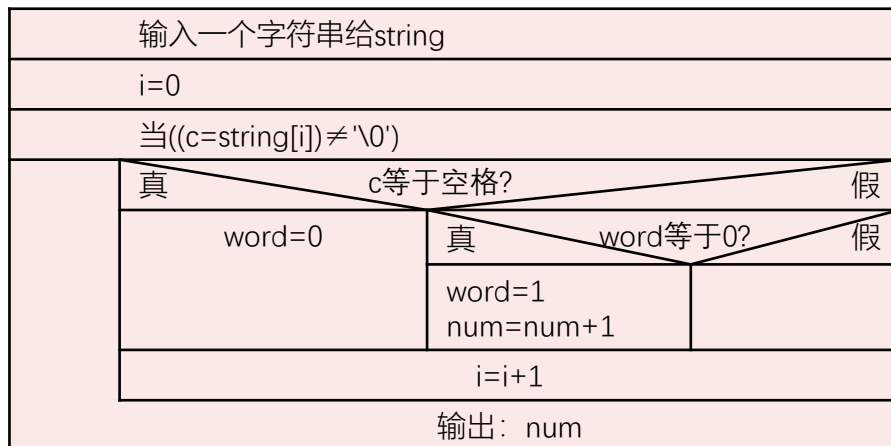 输入一个字符串给string
i=0
当((c=string[i])≠'\0')
真 c等于空格? 假
word=0 真 word等于0? 假
word=1
num=num+1
i=i+1
输出：num